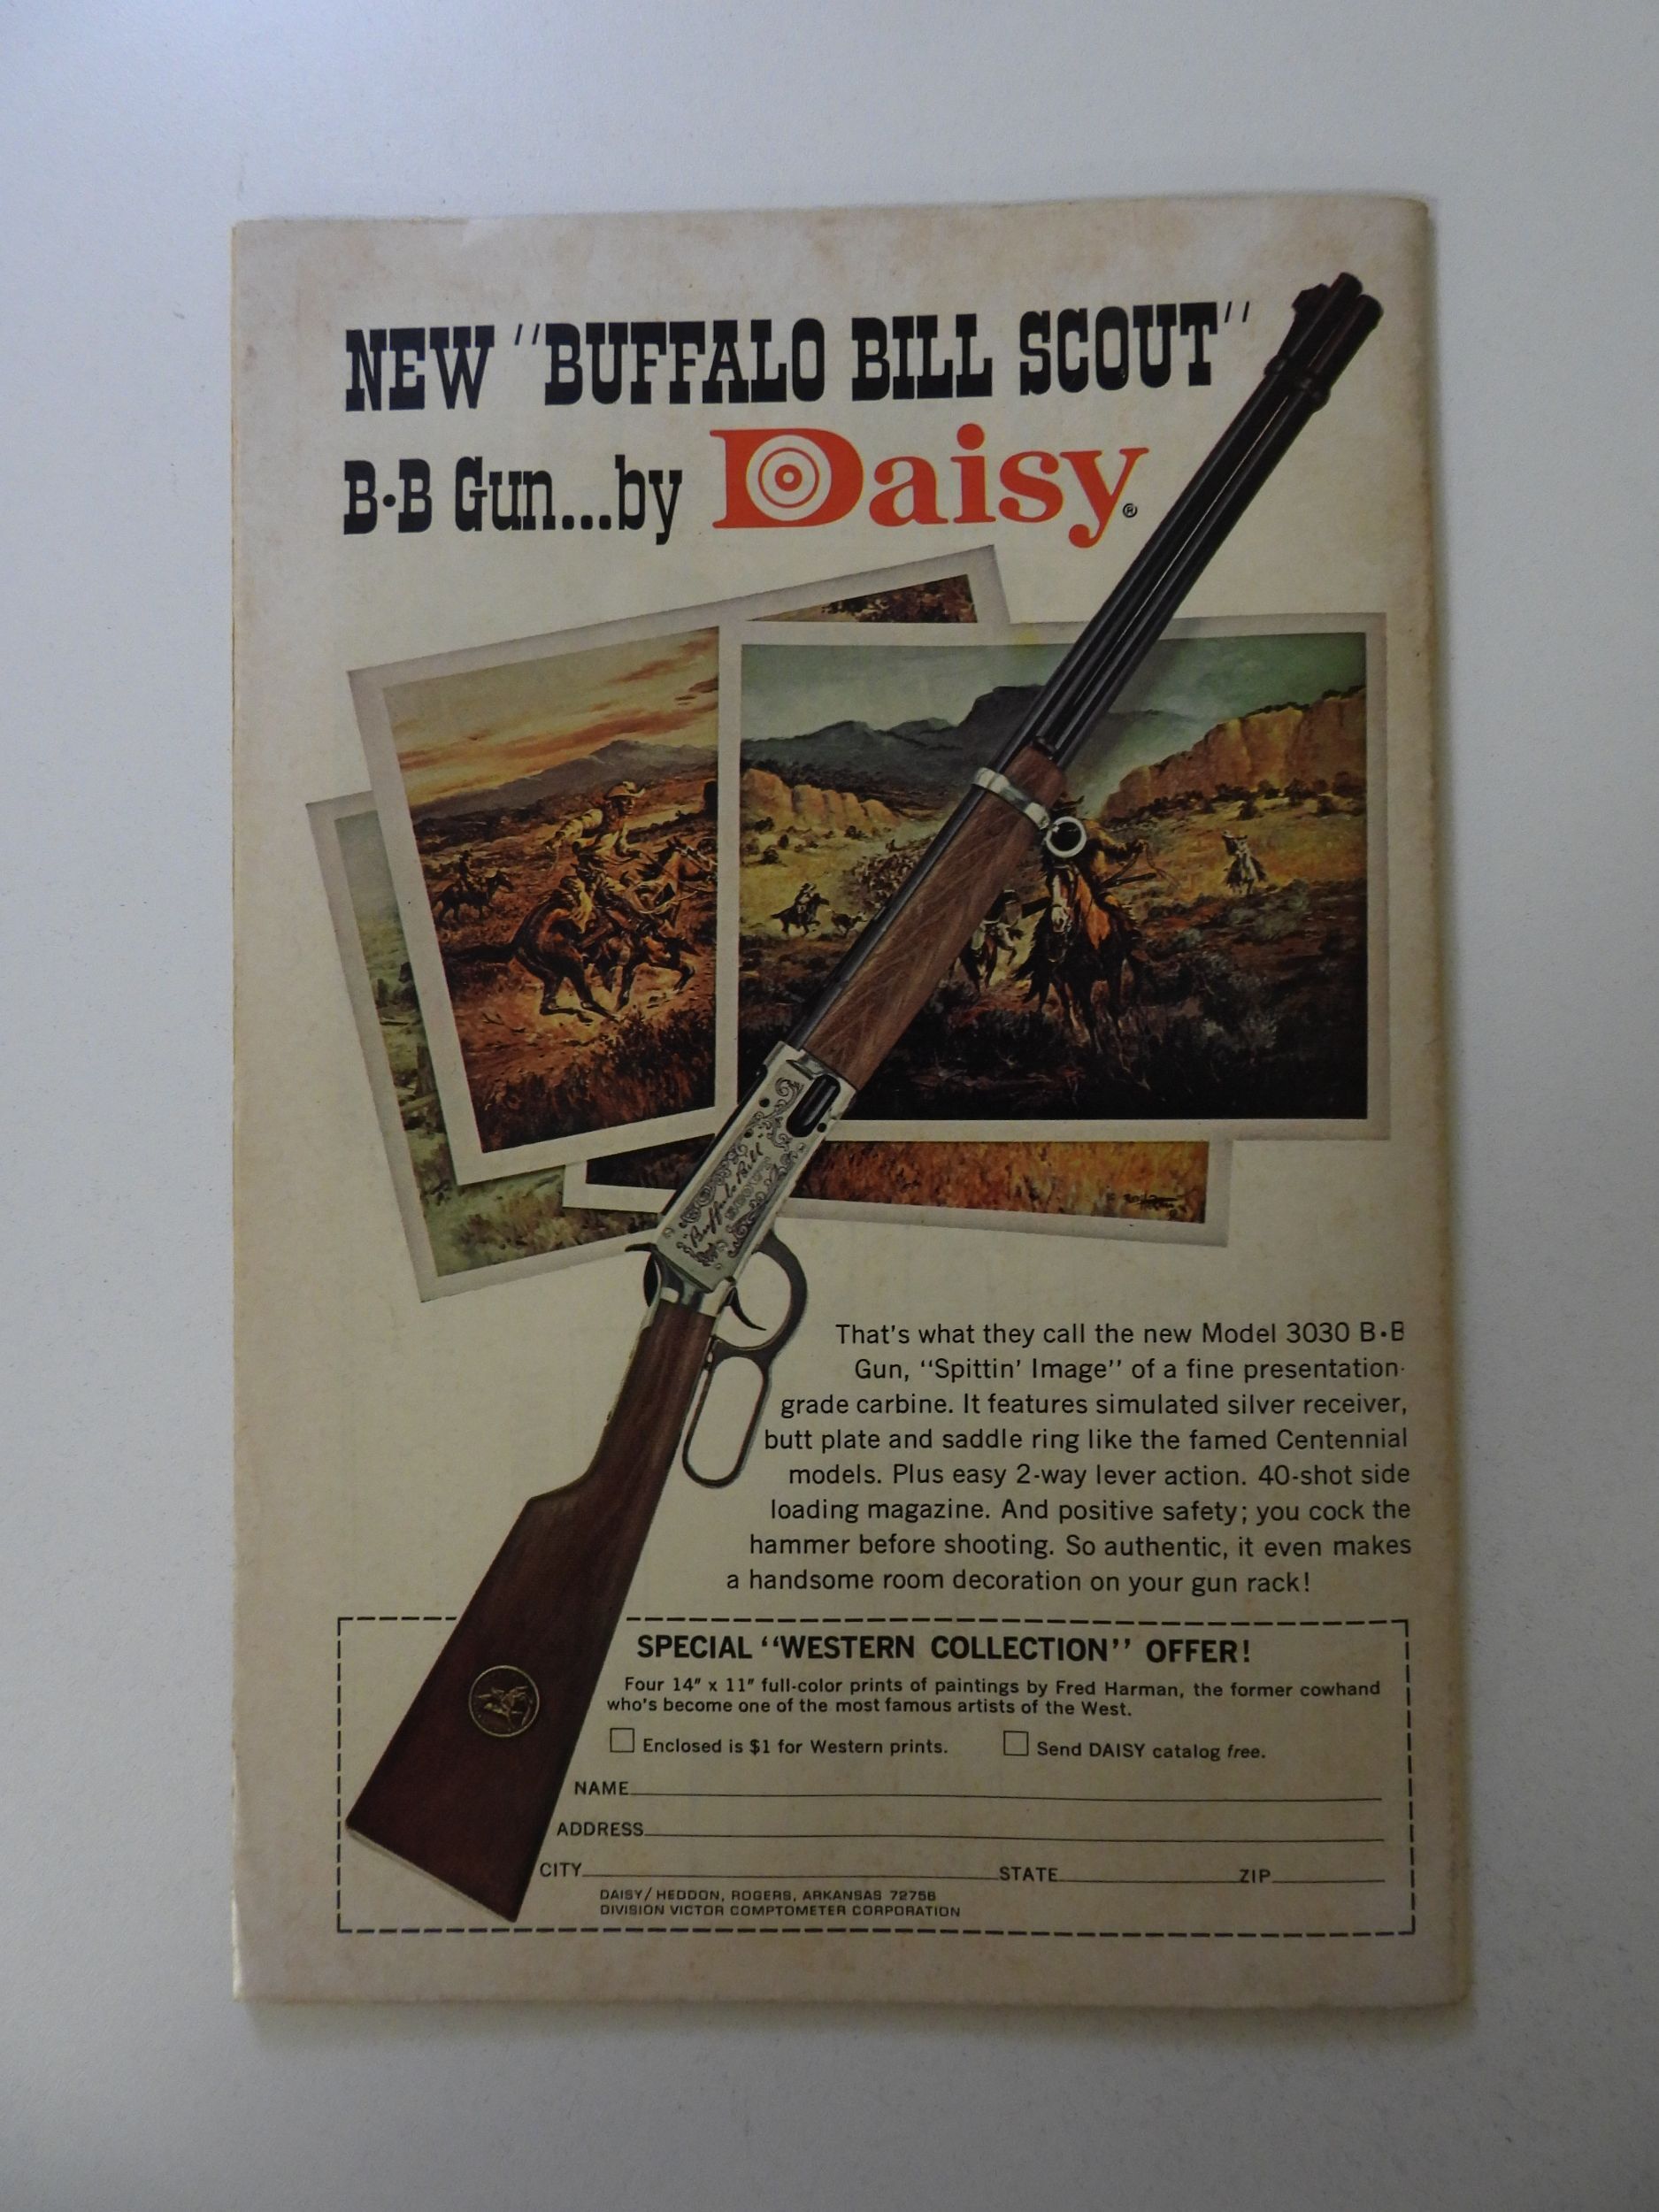 NEW "BUFFALO BILL SCOUT"
B•B Gun...by Daisy®
"Buffalo Bill"
That's what they call the new Model 3030 B•B
Gun, "Spittin' Image" of a fine presentation-
grade carbine. It features simulated silver receiver,
butt plate and saddle ring like the famed Centennial
models. Plus easy 2-way lever action. 40-shot side
loading magazine. And positive safety; you cock the
hammer before shooting. So authentic, it even makes
a handsome room decoration on your gun rack!
SPECIAL "WESTERN COLLECTION" OFFER!
Four 14" x 11" full-color prints of paintings by Fred Harman, the former cowhand
who's become one of the most famous artists of the West.
Enclosed is $1 for Western prints. Send DAISY catalog free.
NAME
ADDRESS
CITY STATE ZIP
DAISY/HEDDON, ROGERS, ARKANSAS 72756
DIVISION VICTOR COMPTOMETER CORPORATION